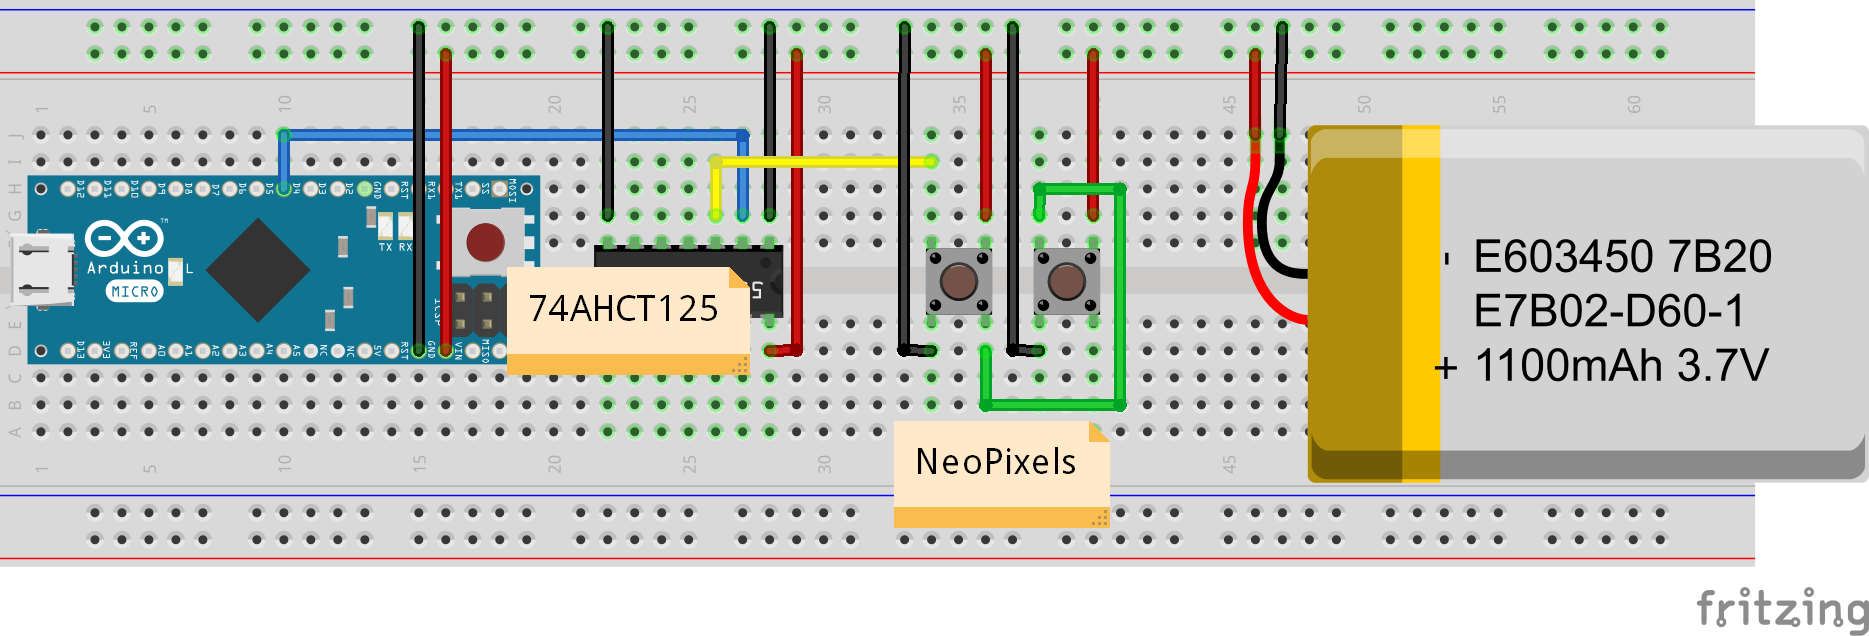 1 5 10 15 20 25 30 35 45 50 55 60
J
I
H
G
F
D12 D11 D10 D9 D8 D7 D6 D5 D4 D3 D2 GND RST RX1 TX1 SS MOSI
TM
TX RX
Arduino L
MICRO
ICSP
74AHCT125
5
- E603450 7B20
E7B02-D60-1
+ 1100mAh 3.7V
E
D
C
B
A
D13 3V3 REF A0 A1 A2 A3 A4 A5 NC NC 5V RST GND VIN MISO
NeoPixels
1 5 10 15 20 25 30 45
fritzing